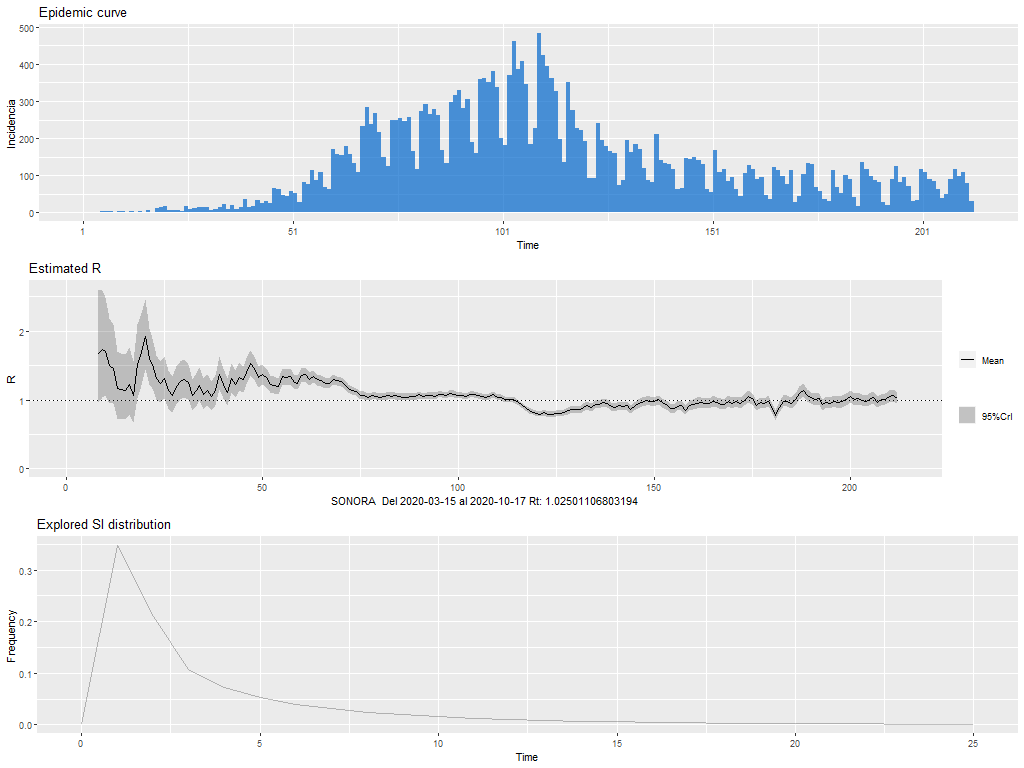 Epidemic curve
500
400
300
200
100
0
Incidencia
1
51
101
151
201
Time
Estimated R
2
1
0
R
0
50
100
150
200
SONORA Del 2020-03-15 al 2020-10-17 Rt: 1.02501106803194
Mean
95%CrI
Explored SI distribution
0.3
0.2
0.1
0.0
Frequency
0
5
10
15
20
25
Time